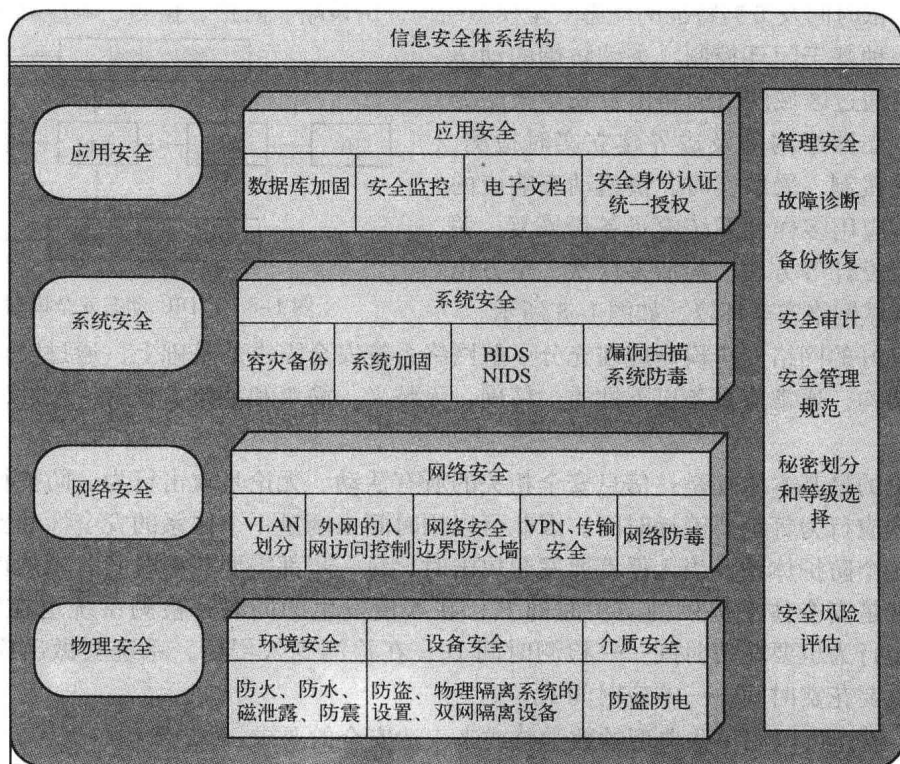 信息安全体系结构
应用安全
应用安全
数据库加固
安全监控
电子文档
安全身份认证
统一授权
系统安全
系统安全
容灾备份
系统加固
BIDS
NIDS
漏洞扫描
系统防毒
网络安全
网络安全
VLAN
划分
外网的入
网访问控制
网络安全
边界防火墙
VPN、传输
安全
网络防毒
物理安全
环境安全
设备安全
介质安全
防火、防水、
磁泄露、防震
防盗、物理隔离系统的
设置、双网隔离设备
防盗防电
管理安全
故障诊断
备份恢复
安全审计
安全管理
规范
秘密划分
和等级选
择
安全风险
评估